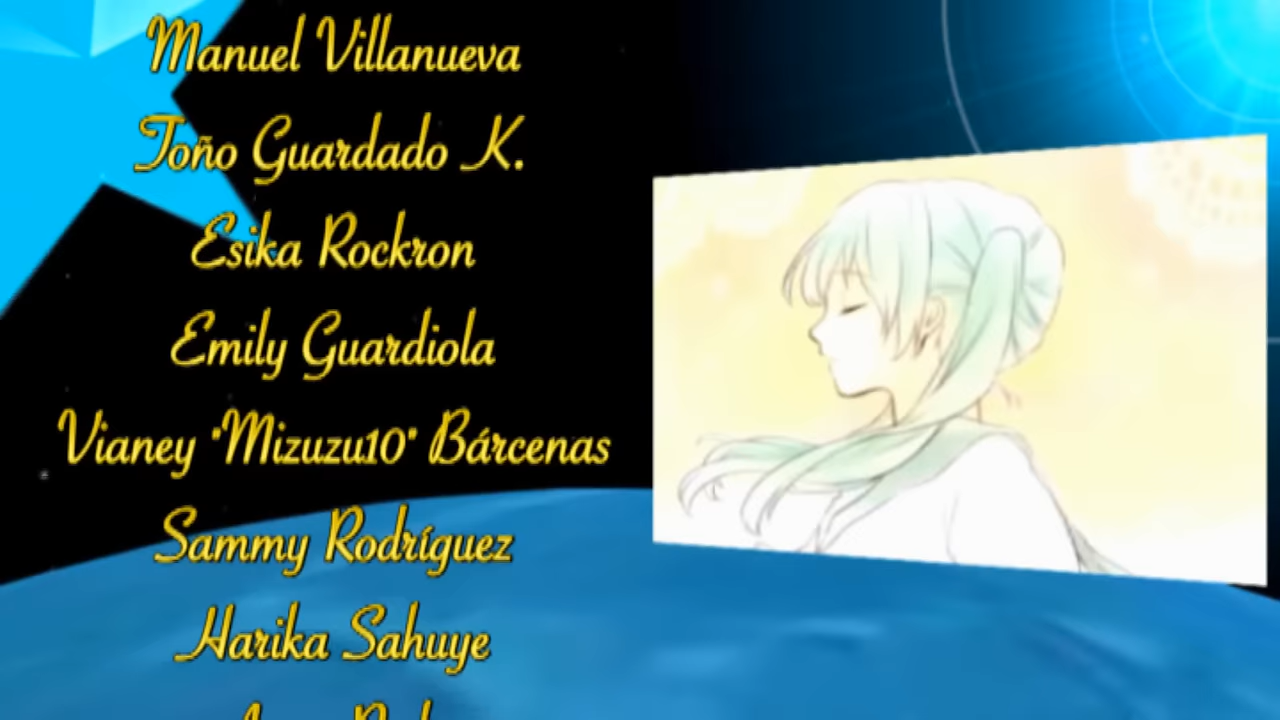 Manuel Villanueva
Toño Guardado K.
Esika Rockron
Emily Guardiola
Vianey "Mizuzu10" Bárcenas
Sammy Rodríguez
Harika Sahuye